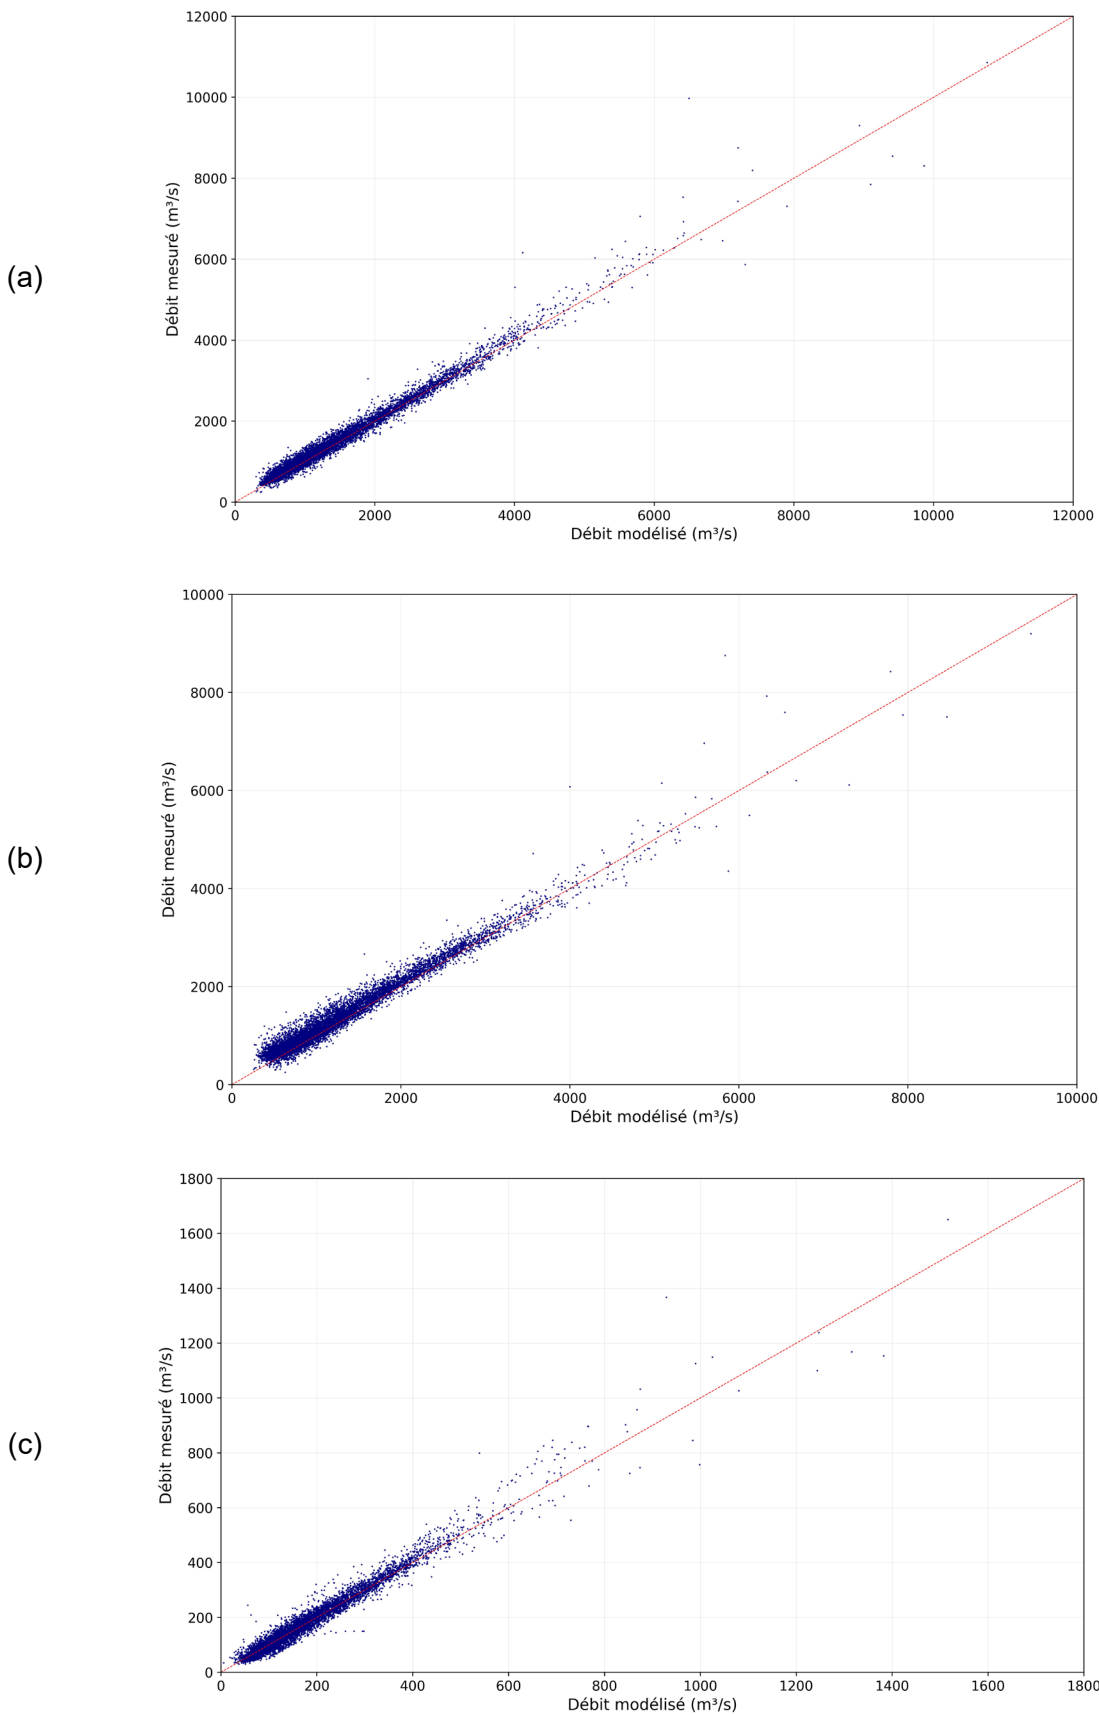 (a)
12000
10000
8000
6000
4000
2000
0
Débit mesuré (m³/s)
0 2000 4000 6000 8000 10000 12000
Débit modélisé (m³/s)
(b)
10000
8000
6000
4000
2000
0
Débit mesuré (m³/s)
0 2000 4000 6000 8000 10000
Débit modélisé (m³/s)
(c)
1800
1600
1400
1200
1000
800
600
400
200
0
Débit mesuré (m³/s)
0 200 400 600 800 1000 1200 1400 1600 1800
Débit modélisé (m³/s)